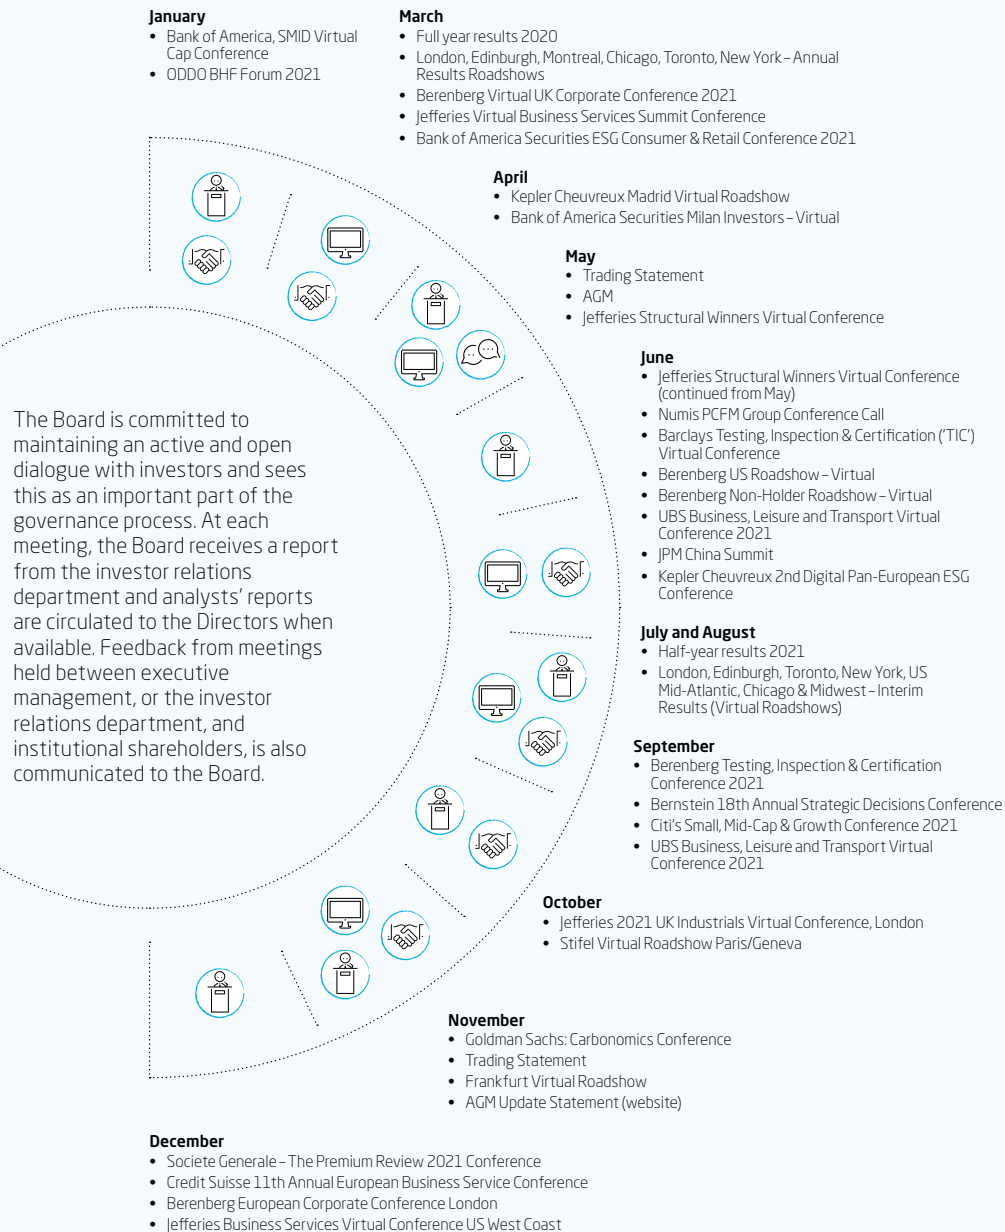 January
• Bank of America, SMID Virtual
Cap Conference
• ODDO BHF Forum 2021
March
• Full year results 2020
• London, Edinburgh, Montreal, Chicago, Toronto, New York – Annual
Results Roadshows
• Berenberg Virtual UK Corporate Conference 2021
• Jefferies Virtual Business Services Summit Conference
• Bank of America Securities ESG Consumer & Retail Conference 2021
April
• Kepler Cheuvreux Madrid Virtual Roadshow
• Bank of America Securities Milan Investors – Virtual
May
• Trading Statement
• AGM
• Jefferies Structural Winners Virtual Conference
June
• Jefferies Structural Winners Virtual Conference
(continued from May)
• Numis PCFM Group Conference Call
• Barclays Testing, Inspection & Certification ('TIC')
Virtual Conference
• Berenberg US Roadshow – Virtual
• Berenberg Non-Holder Roadshow – Virtual
• UBS Business, Leisure and Transport Virtual
Conference 2021
• JPM China Summit
• Kepler Cheuvreux 2nd Digital Pan-European ESG
Conference
The Board is committed to
maintaining an active and open
dialogue with investors and sees
this as an important part of the
governance process. At each
meeting, the Board receives a report
from the investor relations
department and analysts' reports
are circulated to the Directors when
available. Feedback from meetings
held between executive
management, or the investor
relations department, and
institutional shareholders, is also
communicated to the Board.
July and August
• Half-year results 2021
• London, Edinburgh, Toronto, New York, US
Mid-Atlantic, Chicago & Midwest – Interim
Results (Virtual Roadshows)
September
• Berenberg Testing, Inspection & Certification
Conference 2021
• Bernstein 18th Annual Strategic Decisions Conference
• Citi's Small, Mid-Cap & Growth Conference 2021
• UBS Business, Leisure and Transport Virtual
Conference 2021
October
• Jefferies 2021 UK Industrials Virtual Conference, London
• Stifel Virtual Roadshow Paris/Geneva
November
• Goldman Sachs: Carbonomics Conference
• Trading Statement
• Frankfurt Virtual Roadshow
• AGM Update Statement (website)
December
• Societe Generale – The Premium Review 2021 Conference
• Credit Suisse 11th Annual European Business Service Conference
• Berenberg European Corporate Conference London
• Jefferies Business Services Virtual Conference US West Coast